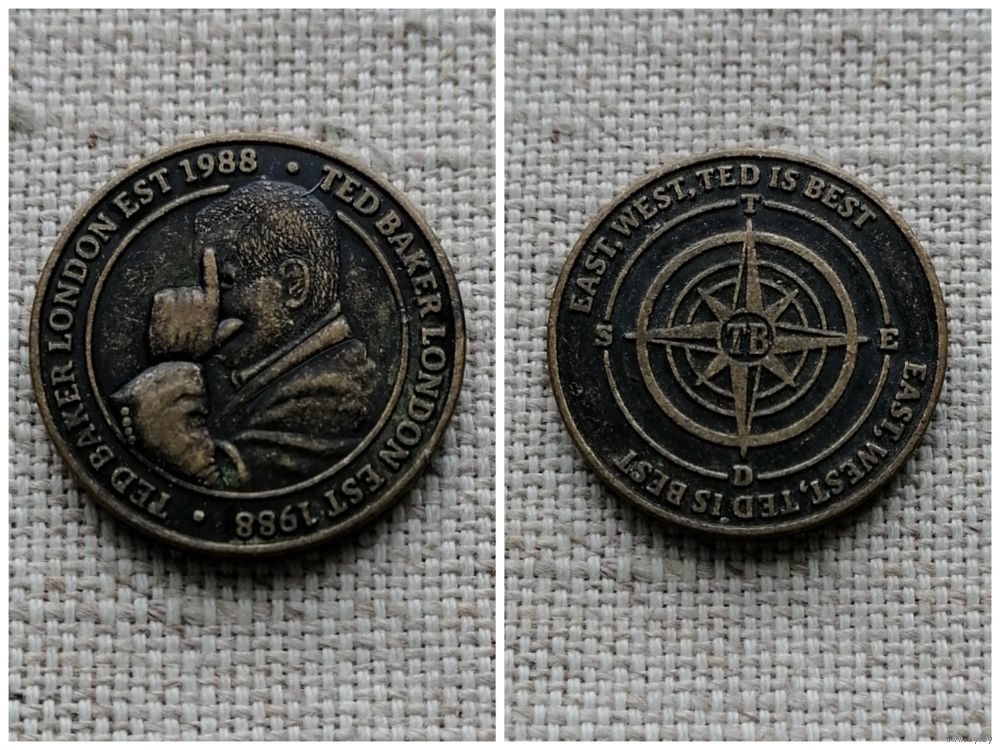 TED BAKER LONDON EST 1988 • TED BAKER LONDON EST 1988 •
EAST, WEST, TED IS BEST
EAST, WEST, TED IS BEST
T
S
TB
E
D